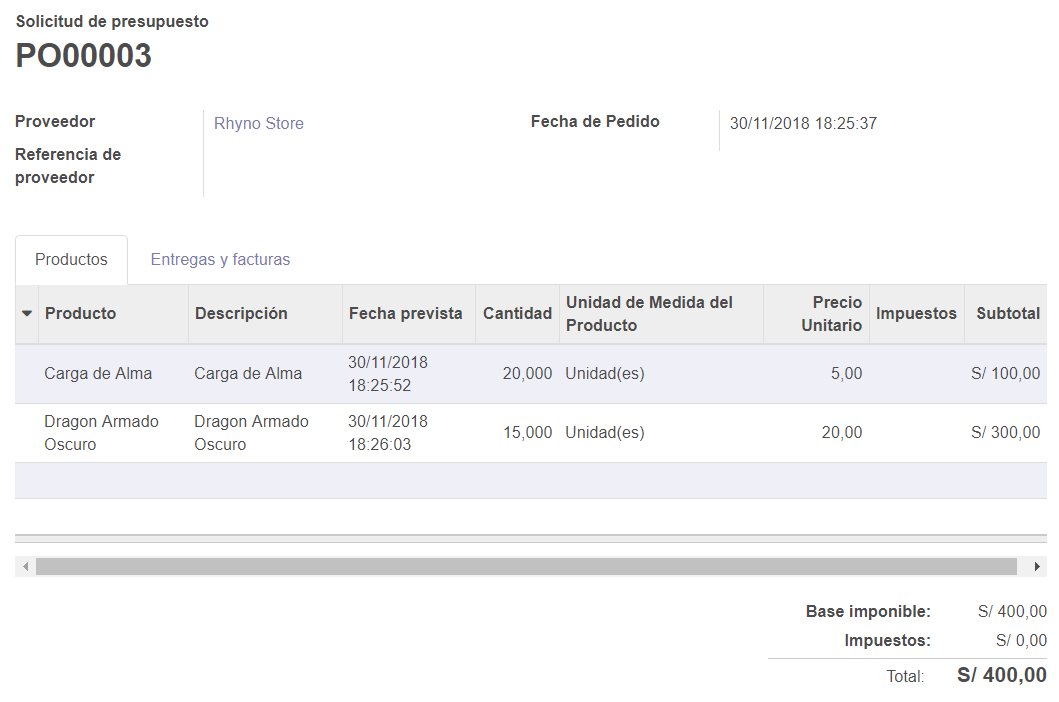 Solicitud de presupuesto
PO00003
Proveedor Rhyno Store Fecha de Pedido 30/11/2018 18:25:37
Referencia de
proveedor
Productos Entregas y facturas
Producto Descripción Fecha prevista Cantidad Unidad de Medida del Producto Precio Unitario Impuestos Subtotal
Carga de Alma Carga de Alma 30/11/2018 18:25:52 20,000 Unidad(es) 5,00 S/ 100,00
Dragon Armado Oscuro Dragon Armado Oscuro 30/11/2018 18:26:03 15,000 Unidad(es) 20,00 S/ 300,00
Base imponible: S/ 400,00
Impuestos: S/ 0,00
Total: S/ 400,00